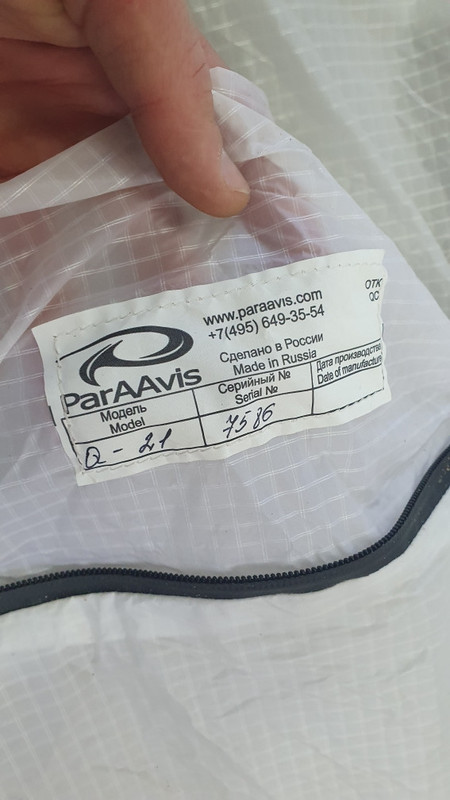 www.paraavis.com
+7(495) 649-35-54
ОТК
QC
Сделано в России
Made in Russia
ParAAvis
Модель
Model
Серийный №
Serial №
Дата производства
Date of manufacture
Q - 21
7586